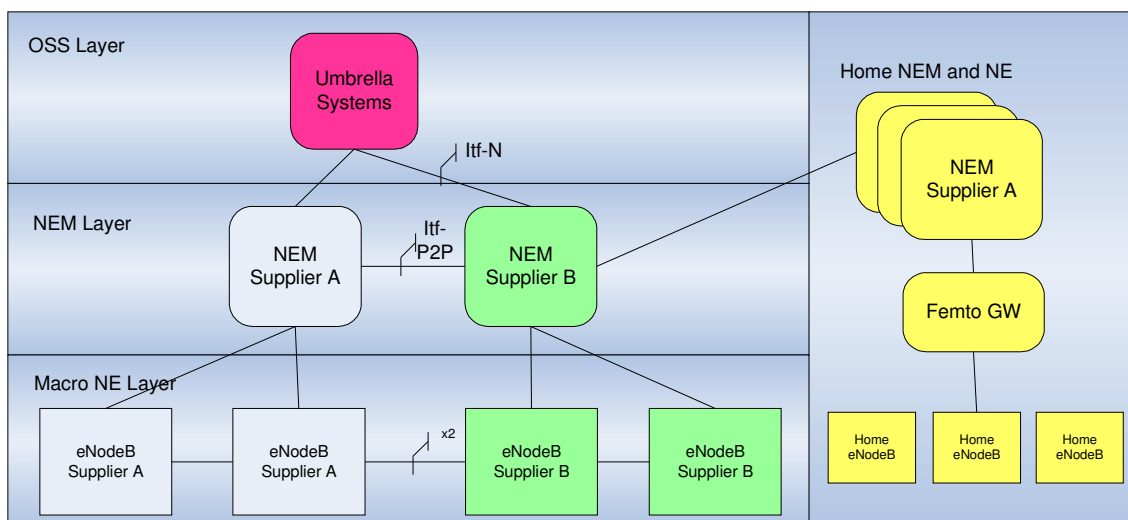 OSS Layer
Umbrella
Systems
Itf-N
Home NEM and NE
NEM
Supplier A
NEM Layer
NEM
Supplier A
Itf-
P2P
NEM
Supplier B
Femto GW
Macro NE Layer
eNodeB
Supplier A
eNodeB
Supplier A
x2
eNodeB
Supplier B
eNodeB
Supplier B
Home
eNodeB
Home
eNodeB
Home
eNodeB